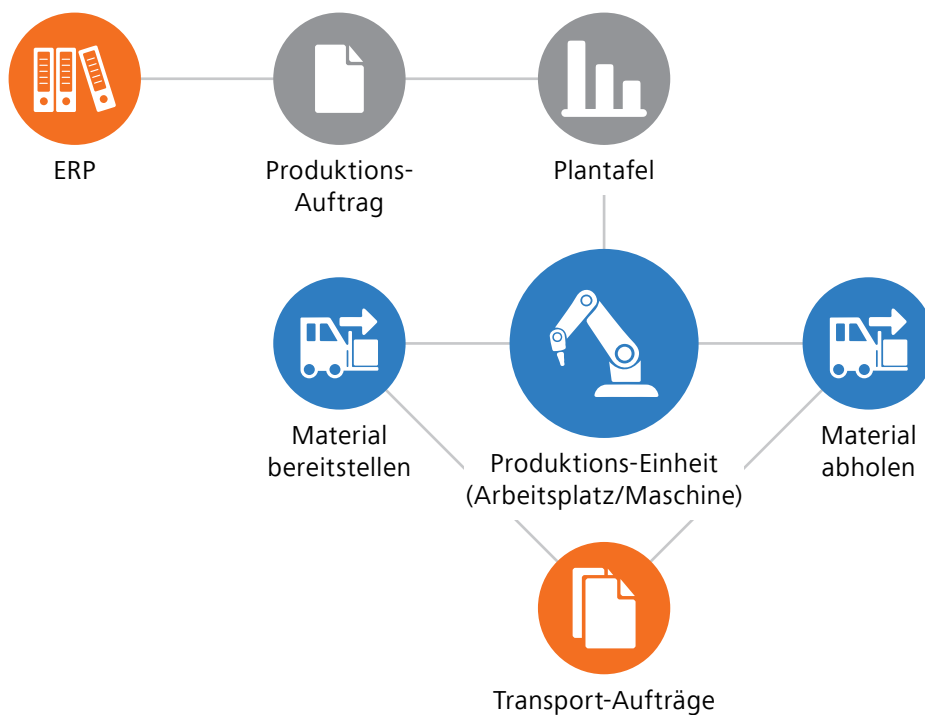 ERP
Produktions-
Auftrag
Plantafel
Material
bereitstellen
Produktions-Einheit
(Arbeitsplatz/Maschine)
Material
abholen
Transport-Aufträge